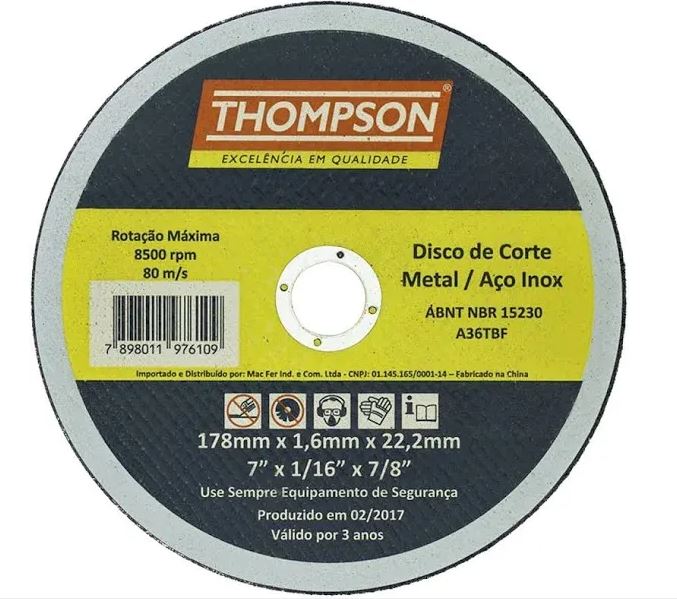 THOMPSON®
EXCELÊNCIA EM QUALIDADE
Rotação Máxima
8500 rpm
80 m/s
7 898011 976109
Disco de Corte
Metal / Aço Inox
ÁBNT NBR 15230
A36TBF
Importado e Distribuído por: Mac Fer Ind. e Com. Ltda - CNPJ: 01.145.165/0001-14 – Fabricado na China
i
178mm x 1,6mm x 22,2mm
7” x 1/16” x 7/8”
Use Sempre Equipamento de Segurança
Produzido em 02/2017
Válido por 3 anos